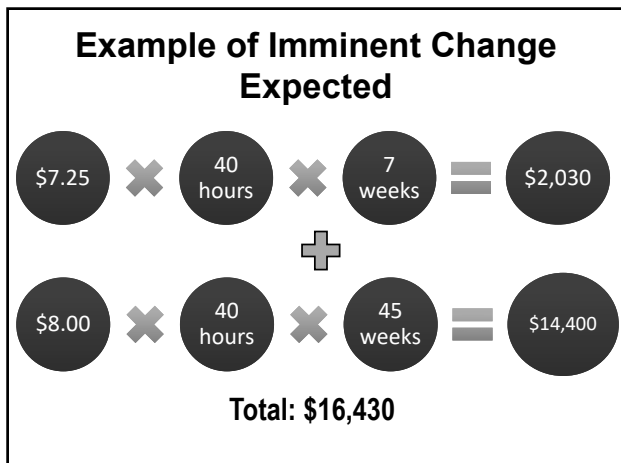 Example of Imminent Change
Expected
$7.25 × 40 hours × 7 weeks = $2,030
+
$8.00 × 40 hours × 45 weeks = $14,400
Total: $16,430